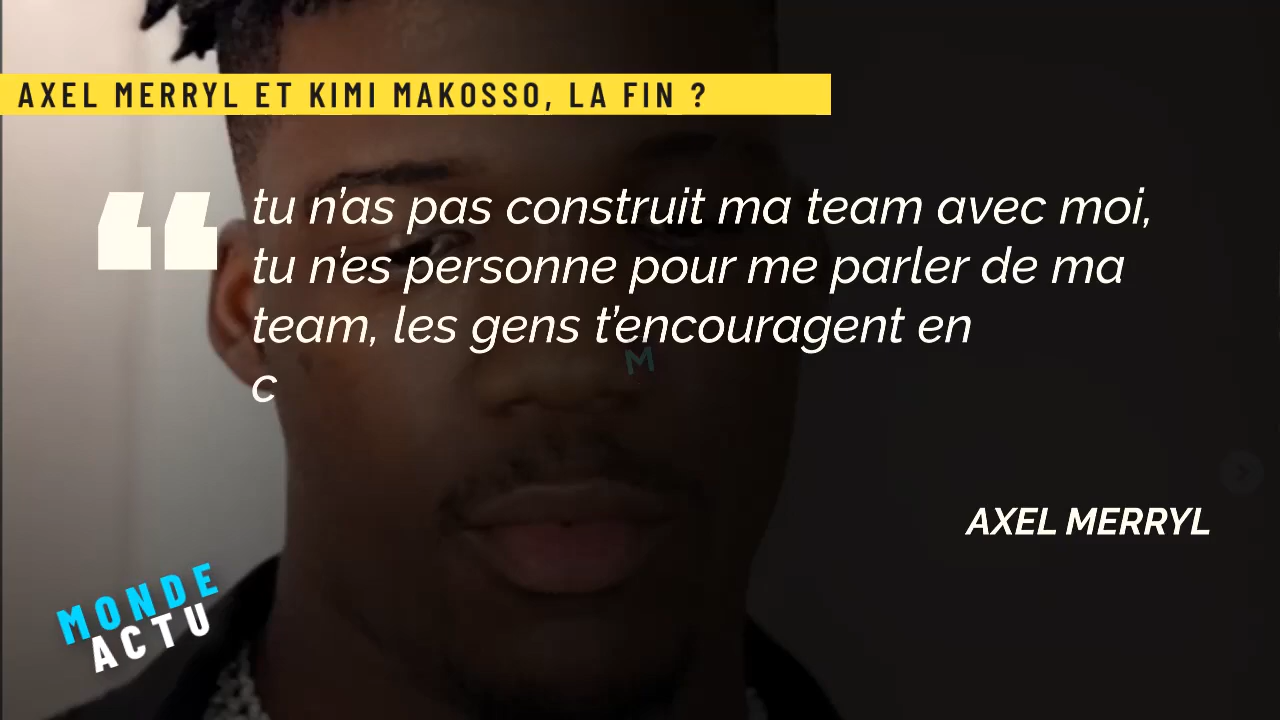 AXEL MERRYL ET KIMI MAKOSSO, LA FIN ?
tu n'as pas construit ma team avec moi,
tu n'es personne pour me parler de ma
team, les gens t'encouragent en
c
M
AXEL MERRYL
MONDE
ACTU